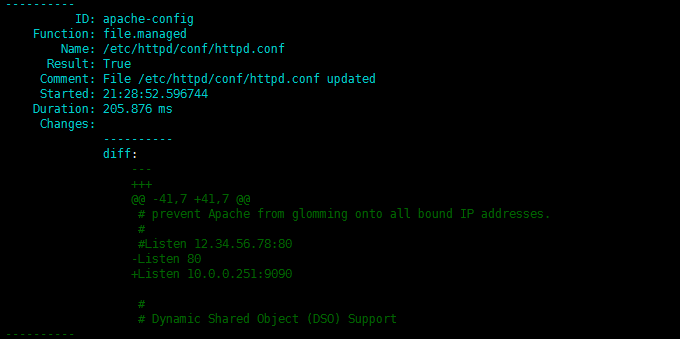 ----------
ID: apache-config
Function: file.managed
Name: /etc/httpd/conf/httpd.conf
Result: True
Comment: File /etc/httpd/conf/httpd.conf updated
Started: 21:28:52.596744
Duration: 205.876 ms
Changes:
----------
diff:
---
+++
@@ -41,7 +41,7 @@
# prevent Apache from glomming onto all bound IP addresses.
#
#Listen 12.34.56.78:80
-Listen 80
+Listen 10.0.0.251:9090
#
# Dynamic Shared Object (DSO) Support
----------